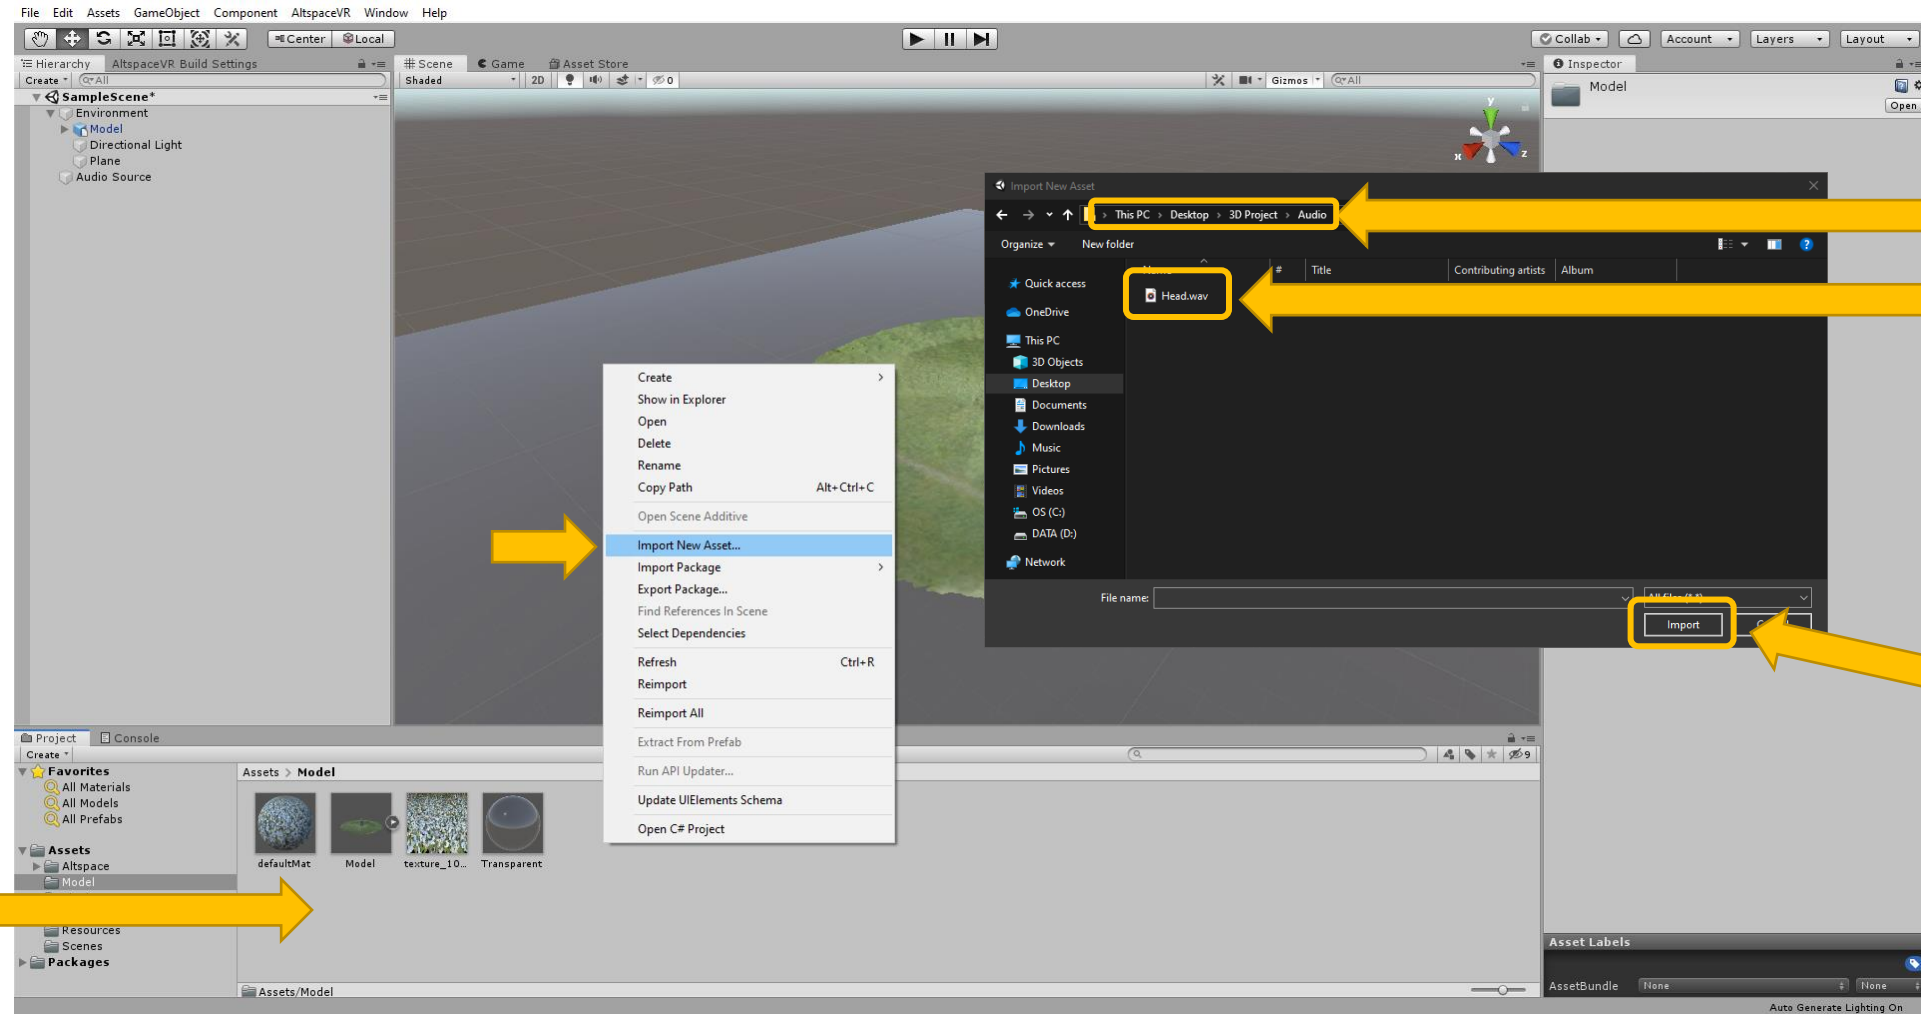 File Edit Assets GameObject Component AltspaceVR Window Help
Center Local
Collab Account Layers Layout
Hierarchy AltspaceVR Build Settings
Create All
SampleScene*
Environment
Model
Directional Light
Plane
Audio Source
Scene Game Asset Store
Shaded 2D 0 Gizmos All
y
x z
Inspector
Model
Open
Import New Asset
This PC > Desktop > 3D Project > Audio
Organize New folder
# Title Contributing artists Album
Head.wav
Quick access
OneDrive
This PC
3D Objects
Desktop
Documents
Downloads
Music
Pictures
Videos
OS (C:)
DATA (D:)
Network
File name:
Import
Create
Show in Explorer
Open
Delete
Rename
Copy Path Alt+Ctrl+C
Open Scene Additive
Import New Asset...
Import Package
Export Package...
Find References In Scene
Select Dependencies
Refresh Ctrl+R
Reimport
Reimport All
Extract From Prefab
Run API Updater...
Update UIElements Schema
Open C# Project
Project Console
Create
9
Favorites
All Materials
All Models
All Prefabs
Assets
Altspace
Model
Resources
Scenes
Packages
Assets > Model
defaultMat Model texture_10... Transparent
Assets/Model
Asset Labels
AssetBundle None None
Auto Generate Lighting On